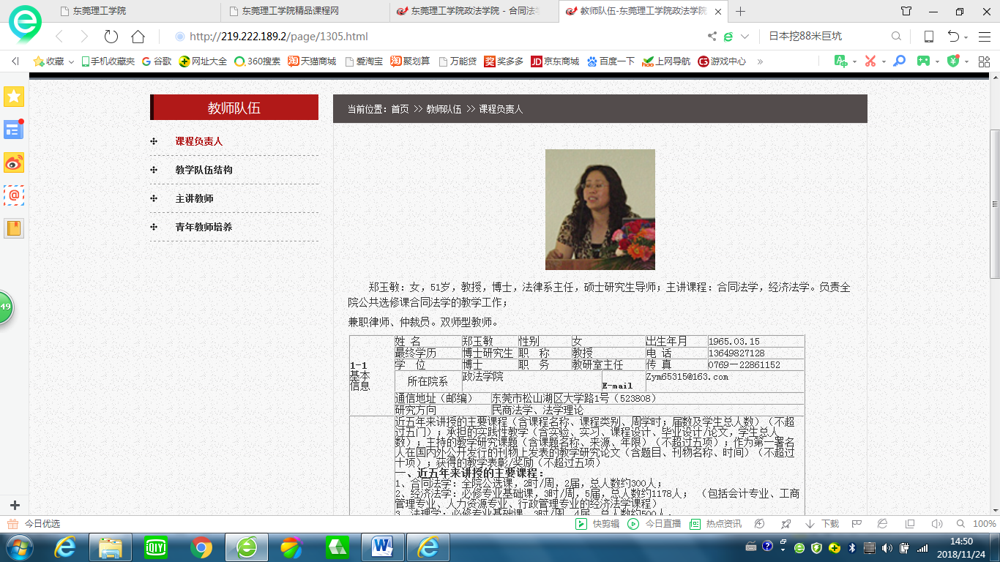 东莞理工学院
东莞理工学院精品课程网
东莞理工学院政法学院 - 合同法学
教师队伍-东莞理工学院政法学院
http://219.222.189.2/page/1305.html
日本挖88米巨坑
收藏
手机收藏夹
谷歌
网址大全
360搜索
天猫商城
爱淘宝
聚划算
万能贷
奖多多
京东商城
百度一下
上网导航
游戏中心
教师队伍
当前位置：首页 >> 教师队伍 >> 课程负责人
课程负责人
教学队伍结构
主讲教师
青年教师培养
郑玉敏：女，51岁，教授，博士，法律系主任，硕士研究生导师；主讲课程：合同法学，经济法学。负责全
院公共选修课合同法学的教学工作；
兼职律师、仲裁员。双师型教师。
1-1
基本
信息
姓 名 郑玉敏 性别 女 出生年月 1965.03.15
最终学历 博士研究生 职 称 教授 电 话 13649827128
学 位 博士 职 务 教研室主任 传 真 0769－22861152
所在院系 政法学院 E-mail Zym65315@163.com
通信地址（邮编） 东莞市松山湖区大学路1号（523808）
研究方向 民商法学、法学理论
近五年来讲授的主要课程（含课程名称、课程类别、周学时；届数及学生总人数）（不超
过五门）；承担的实践性教学（含实验、实习、课程设计、毕业设计/论文，学生总人
数）；主持的教学研究课题（含课题名称、来源、年限）（不超过五项）；作为第一署名
人在国内外公开发行的刊物上发表的教学研究论文（含题目、刊物名称、时间）（不超过
十项）；获得的教学表彰/奖励（不超过五项）
一、近五年来讲授的主要课程：
1、合同法学：全院公选课，2时/周，2届，总人数约300人；
2、经济法学：必修专业基础课，3时/周，5届，总人数约1178人； （包括会计专业、工商
管理专业、人力资源专业、行政管理专业的经济法学课程）
3、法理学：必修专业基础课，3时/周，4届，总人数约500人，
49
今日优选
快剪辑
今日直播
热点资讯
下载
100%
14:50
2018/11/24